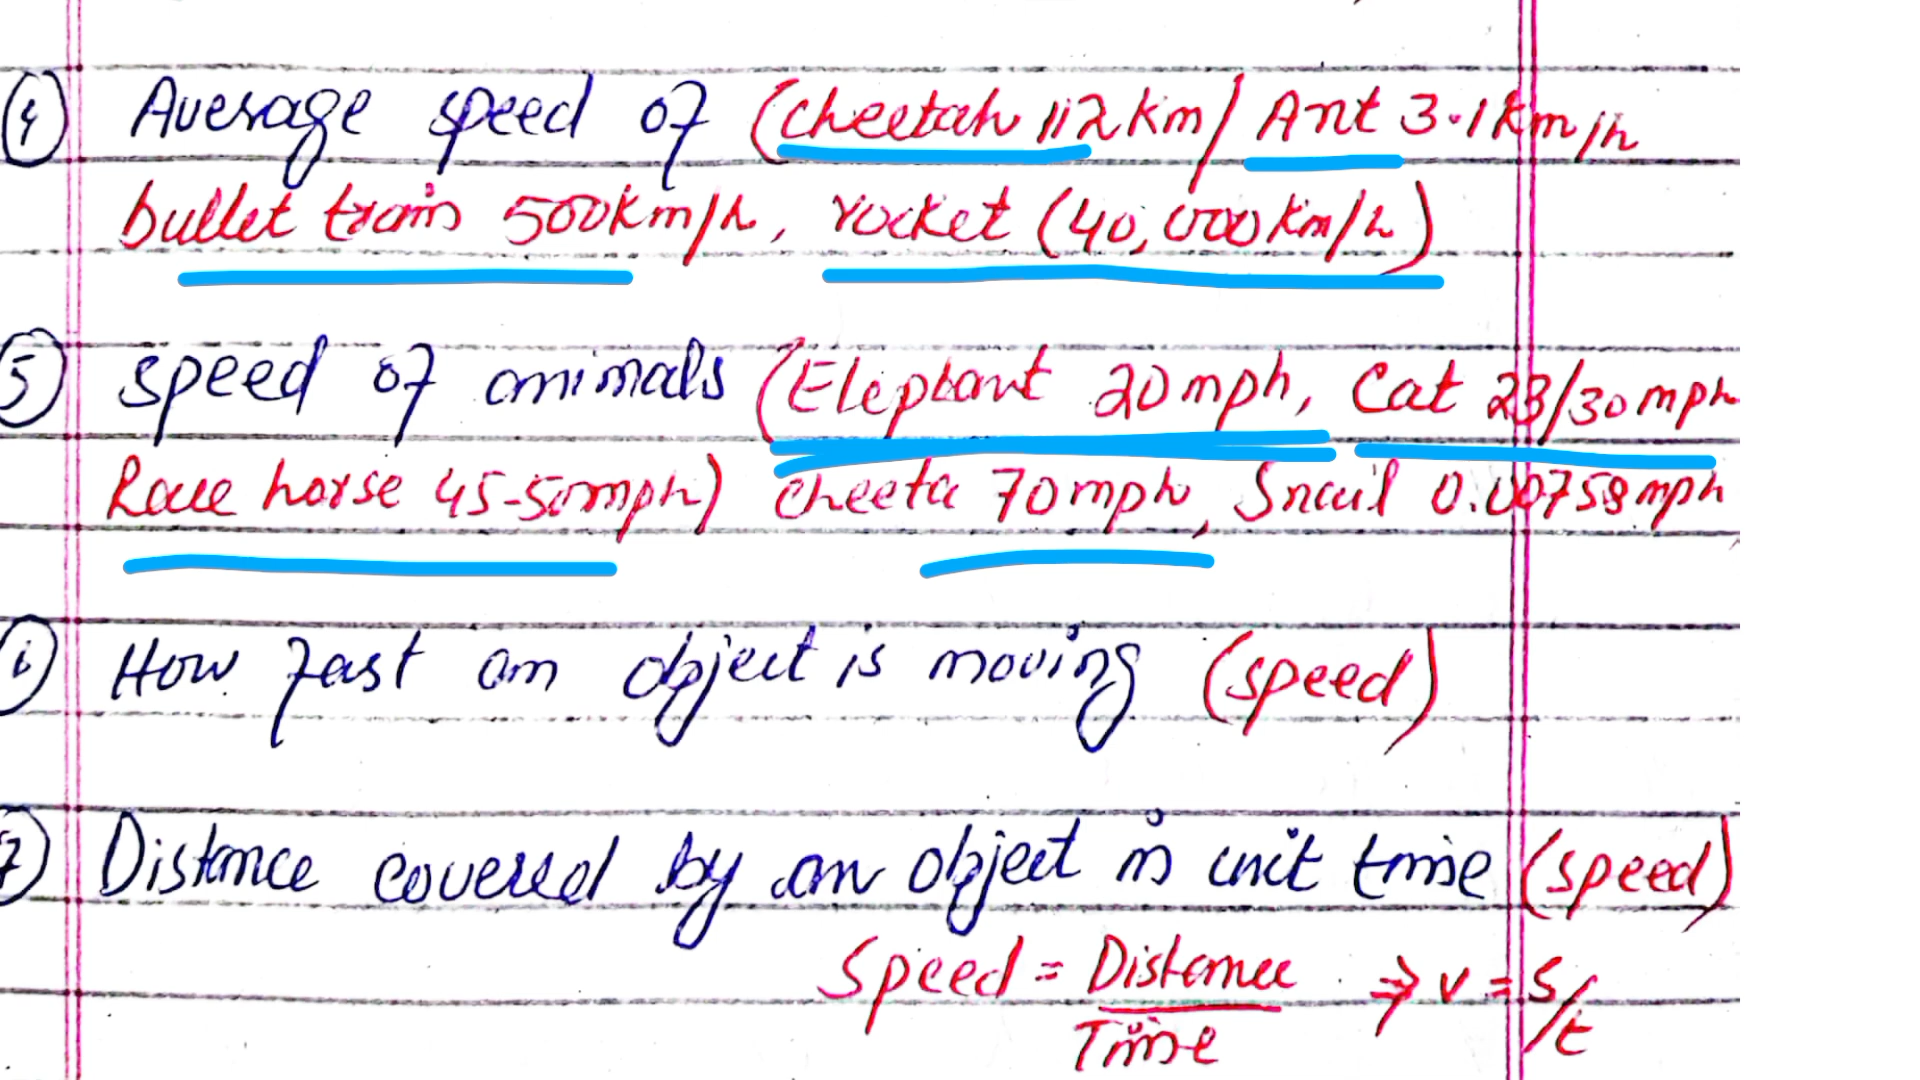 4 Average speed of (cheetah 112km/ Ant 3.1km/h
bullet train 500km/h, rocket (40,000km/h)
5 speed of animals (Elephant 20mph, Cat 28/30mph
Race horse 45-50mph) cheeta 70mph, Snail 0.00758mph
6 How fast an object is moving (speed)
7 Distance covered by an object in unit time (speed)
Speed = Distance ⇒ v = s/t
Time